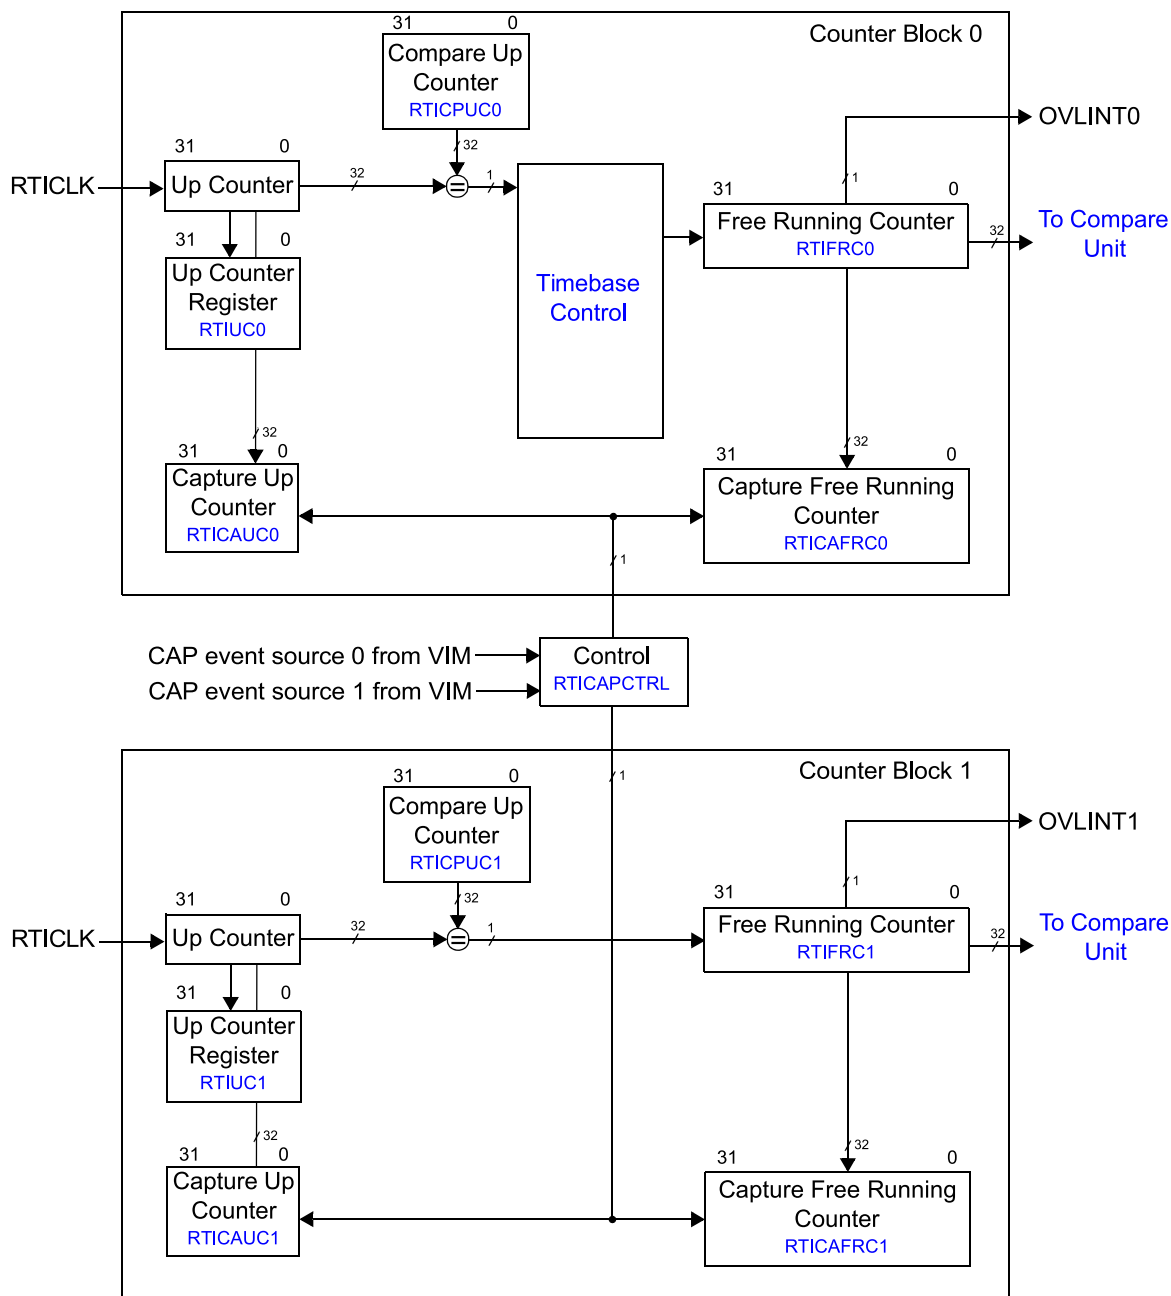 Counter Block 0
31 0
Compare Up
Counter
RTICPUC0
32
OVLINT0
31 0
RTICLK
Up Counter
32
1
1
31 0
Free Running Counter
RTIFRC0
32
To Compare
Unit
31 0
Up Counter
Register
RTIUC0
Timebase
Control
32
32
31 0
Capture Up
Counter
RTICAUC0
31 0
Capture Free Running
Counter
RTICAFRC0
1
CAP event source 0 from VIM
CAP event source 1 from VIM
Control
RTICAPCTRL
Counter Block 1
1
31 0
Compare Up
Counter
RTICPUC1
32
OVLINT1
31 0
RTICLK
Up Counter
32
1
1
31 0
Free Running Counter
RTIFRC1
32
To Compare
Unit
31 0
Up Counter
Register
RTIUC1
32
32
31 0
Capture Up
Counter
RTICAUC1
31 0
Capture Free Running
Counter
RTICAFRC1